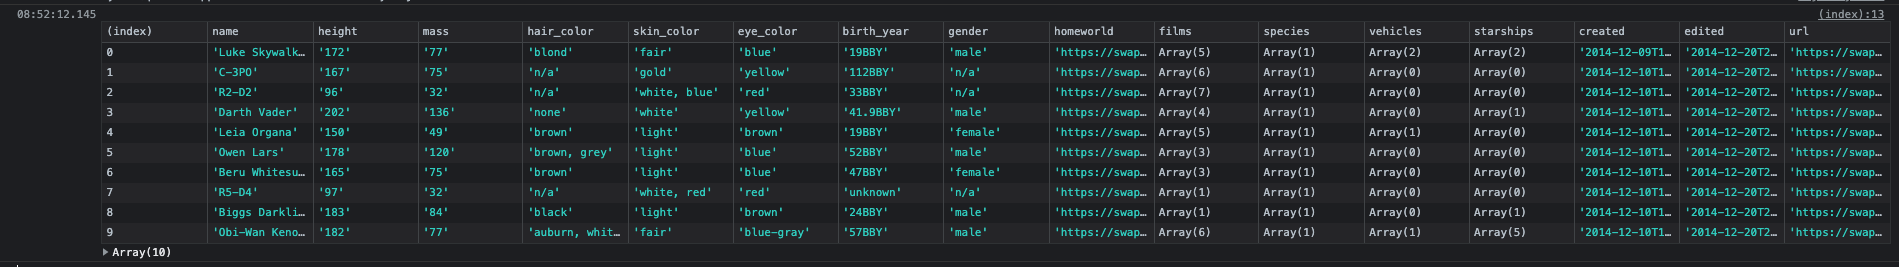 08:52:12.145 (index):13
(index) name height mass hair_color skin_color eye_color birth_year gender homeworld films species vehicles starships created edited url
0 'Luke Skywalk… '172' '77' 'blond' 'fair' 'blue' '19BBY' 'male' 'https://swap… Array(5) Array(1) Array(2) Array(2) '2014-12-09T1… '2014-12-20T2… 'https://swap…
1 'C-3PO' '167' '75' 'n/a' 'gold' 'yellow' '112BBY' 'n/a' 'https://swap… Array(6) Array(1) Array(0) Array(0) '2014-12-10T1… '2014-12-20T2… 'https://swap…
2 'R2-D2' '96' '32' 'n/a' 'white, blue' 'red' '33BBY' 'n/a' 'https://swap… Array(7) Array(1) Array(0) Array(0) '2014-12-10T1… '2014-12-20T2… 'https://swap…
3 'Darth Vader' '202' '136' 'none' 'white' 'yellow' '41.9BBY' 'male' 'https://swap… Array(4) Array(1) Array(0) Array(1) '2014-12-10T1… '2014-12-20T2… 'https://swap…
4 'Leia Organa' '150' '49' 'brown' 'light' 'brown' '19BBY' 'female' 'https://swap… Array(5) Array(1) Array(1) Array(0) '2014-12-10T1… '2014-12-20T2… 'https://swap…
5 'Owen Lars' '178' '120' 'brown, grey' 'light' 'blue' '52BBY' 'male' 'https://swap… Array(3) Array(1) Array(0) Array(0) '2014-12-10T1… '2014-12-20T2… 'https://swap…
6 'Beru Whitesu… '165' '75' 'brown' 'light' 'blue' '47BBY' 'female' 'https://swap… Array(3) Array(1) Array(0) Array(0) '2014-12-10T1… '2014-12-20T2… 'https://swap…
7 'R5-D4' '97' '32' 'n/a' 'white, red' 'red' 'unknown' 'n/a' 'https://swap… Array(1) Array(1) Array(0) Array(0) '2014-12-10T1… '2014-12-20T2… 'https://swap…
8 'Biggs Darkli… '183' '84' 'black' 'light' 'brown' '24BBY' 'male' 'https://swap… Array(1) Array(1) Array(0) Array(1) '2014-12-10T1… '2014-12-20T2… 'https://swap…
9 'Obi-Wan Keno… '182' '77' 'auburn, whit… 'fair' 'blue-gray' '57BBY' 'male' 'https://swap… Array(6) Array(1) Array(1) Array(5) '2014-12-10T1… '2014-12-20T2… 'https://swap…
Array(10)